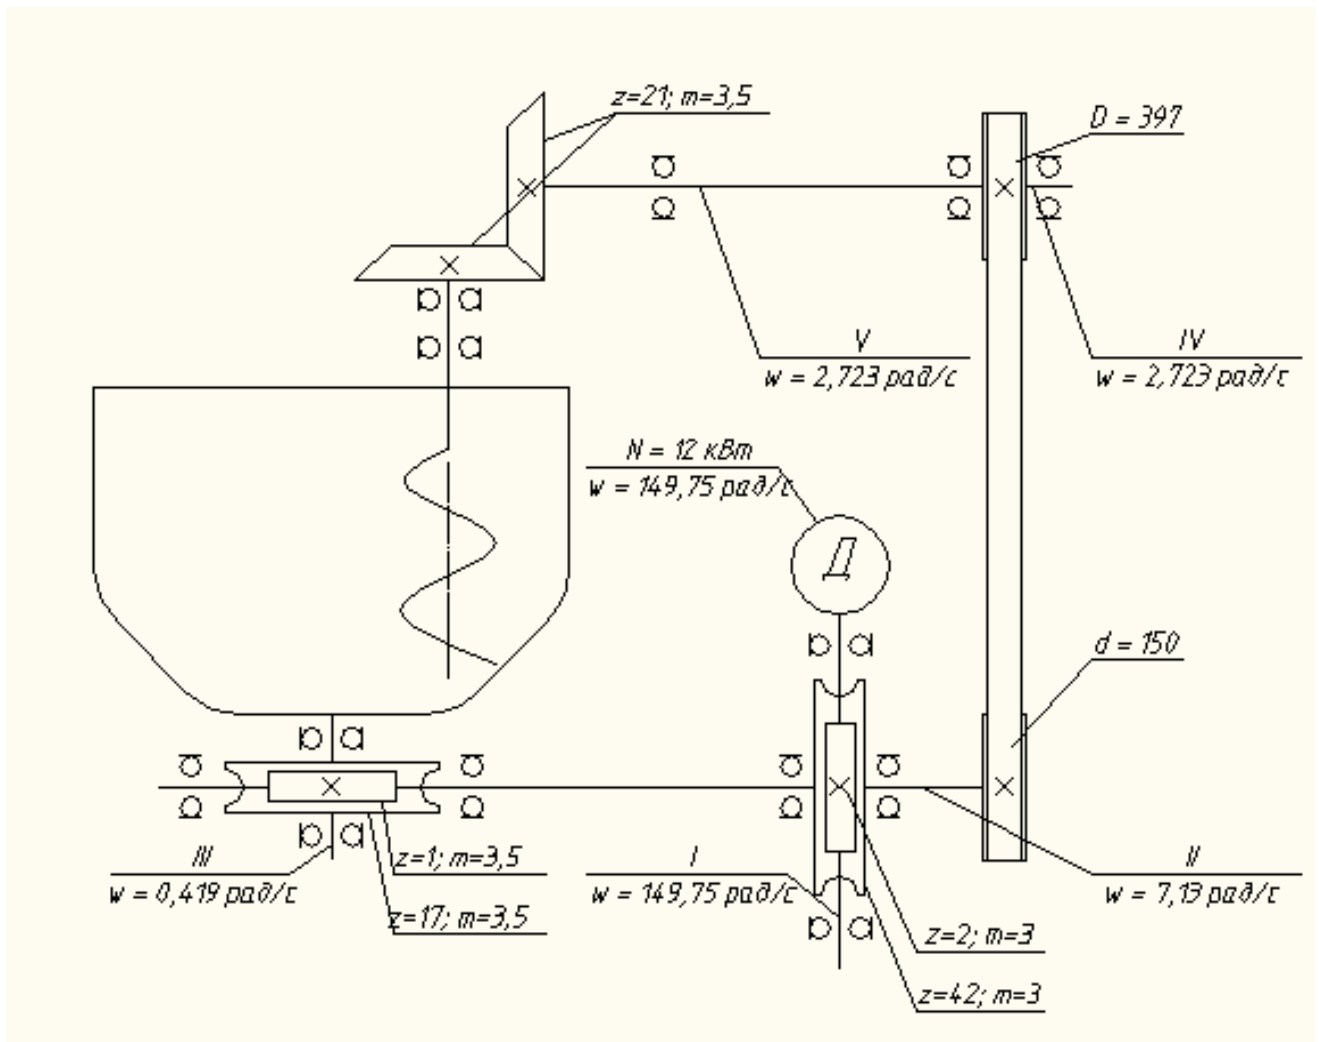 z=21; m=3,5
D = 397
V
w = 2,723 рад/с
IV
w = 2,723 рад/с
N = 12 кВт
w = 149,75 рад/с
Д
d = 150
III
w = 0,419 рад/с
z=1; m=3,5
z=17; m=3,5
I
w = 149,75 рад/с
II
w = 7,13 рад/с
z=2; m=3
z=42; m=3